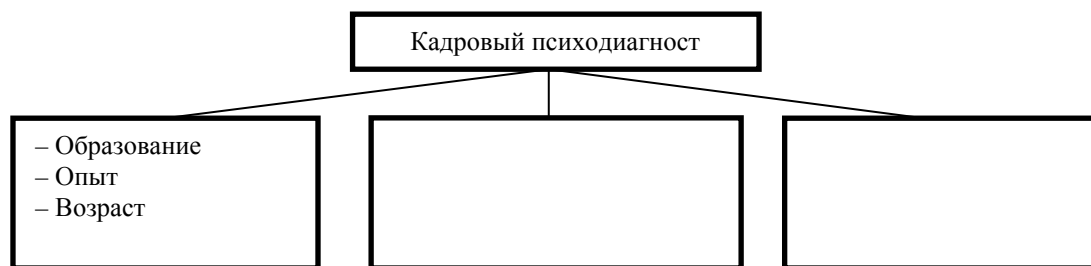 Кадровый психодиагност
– Образование
– Опыт
– Возраст